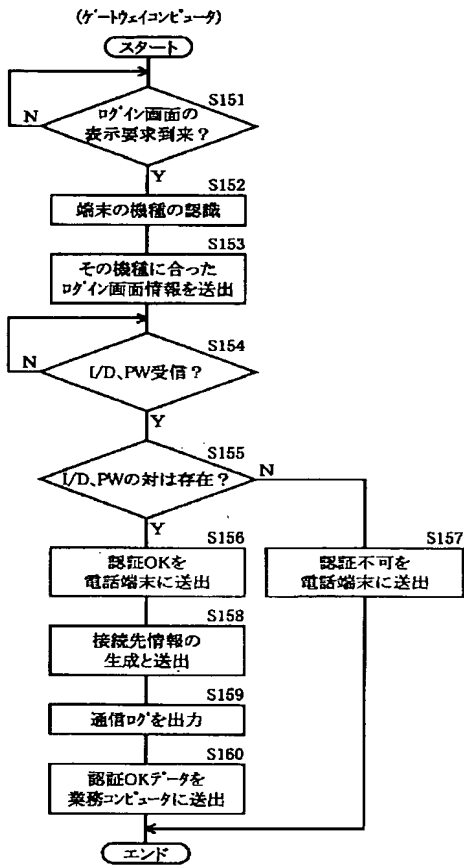 (ゲートウェイコンピュータ)
スタート
S151
ログイン画面の
表示要求到来?
N
Y
S152
端末の機種の認識
S153
その機種に合った
ログイン画面情報を送出
S154
N
I/D、PW受信?
Y
S155
I/D、PWの対は存在?
N
Y
S156
認証OKを
電話端末に送出
S157
認証不可を
電話端末に送出
S158
接続先情報の
生成と送出
S159
通信ログを出力
S160
認証OKデータを
業務コンピュータに送出
エンド